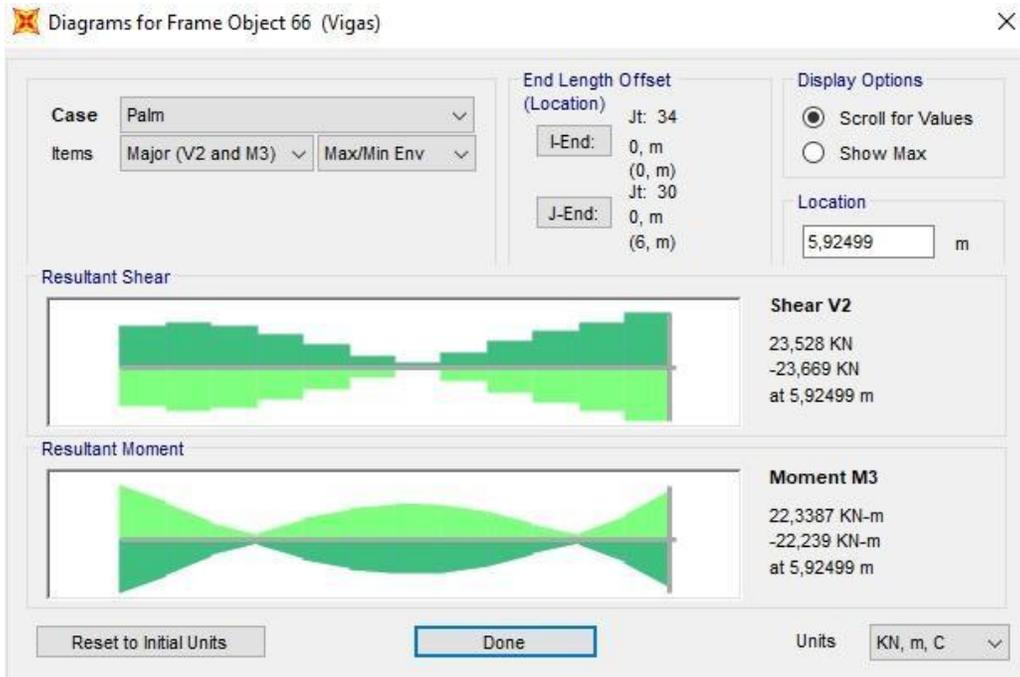 Diagrams for Frame Object 66 (Vigas)
Case Palm
Items Major (V2 and M3) Max/Min Env
End Length Offset
(Location)
I-End:
Jt: 34
0, m
(0, m)
J-End:
Jt: 30
0, m
(6, m)
Display Options
Scroll for Values
Show Max
Location
5,92499 m
Resultant Shear
Shear V2
23,528 KN
-23,669 KN
at 5,92499 m
Resultant Moment
Moment M3
22,3387 KN-m
-22,239 KN-m
at 5,92499 m
Reset to Initial Units
Done
Units KN, m, C